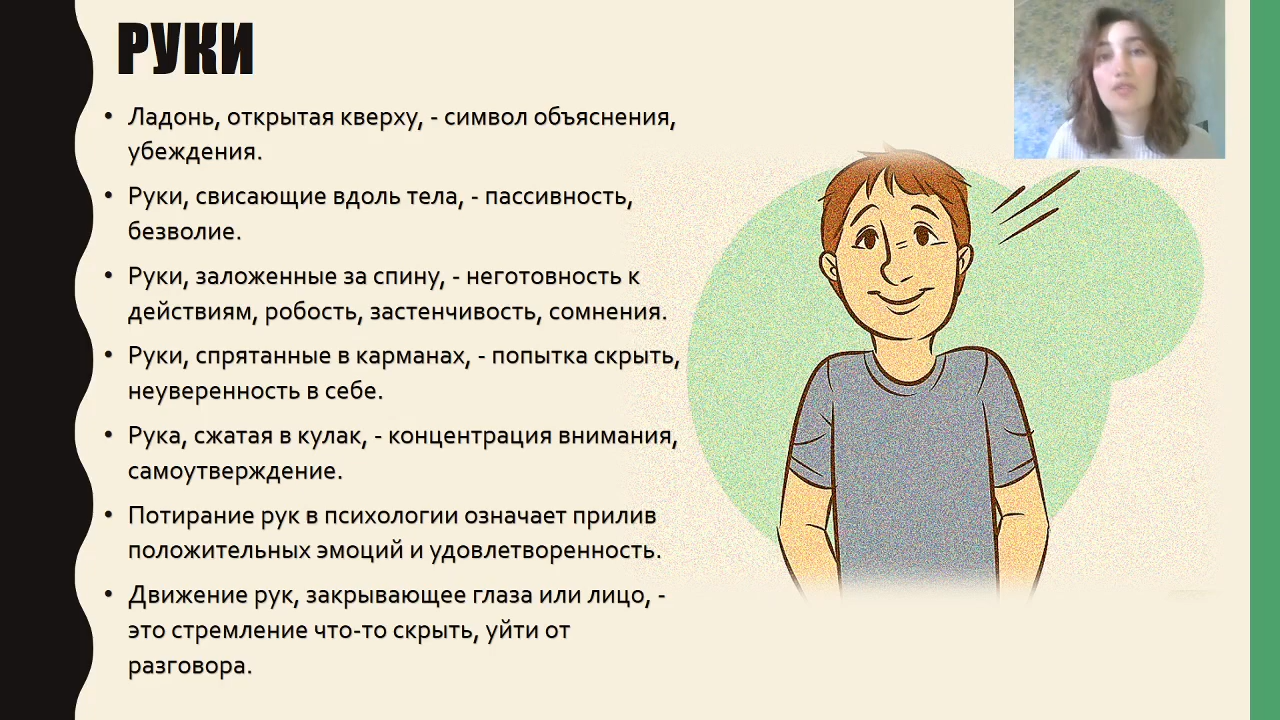 РУКИ
• Ладонь, открытая кверху, - символ объяснения,
убеждения.
• Руки, свисающие вдоль тела, - пассивность,
безволие.
• Руки, заложенные за спину, - неготовность к
действиям, робость, застенчивость, сомнения.
• Руки, спрятанные в карманах, - попытка скрыть,
неуверенность в себе.
• Рука, сжатая в кулак, - концентрация внимания,
самоутверждение.
• Потирание рук в психологии означает прилив
положительных эмоций и удовлетворенность.
• Движение рук, закрывающее глаза или лицо, -
это стремление что-то скрыть, уйти от
разговора.